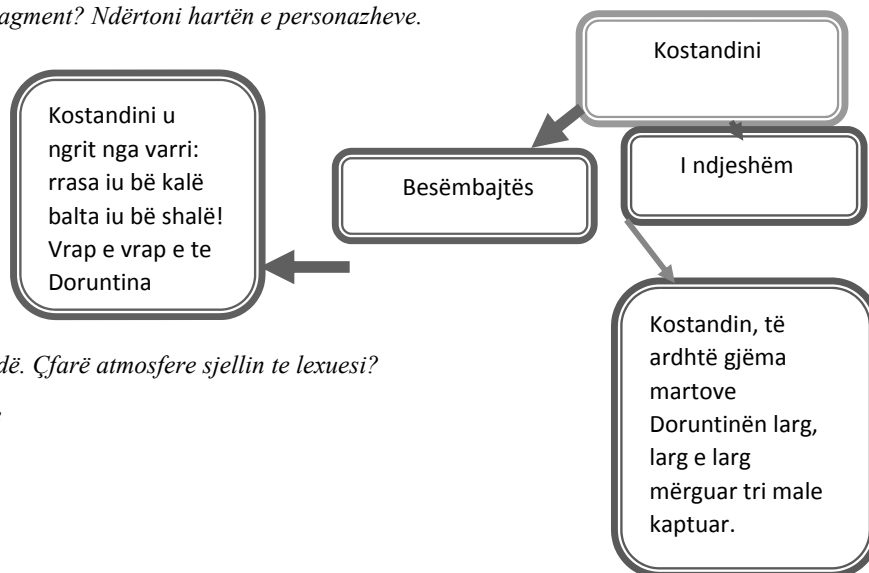 agment? Ndërtoni hartën e personazheve.
Kostandini
Kostandini u
ngrit nga varri:
rrasa iu bë kalë
balta iu bë shalë!
Vrap e vrap e te
Doruntina
Besëmbajtës
I ndjeshëm
Kostandin, të
ardhtë gjëma
martove
Doruntinën larg,
larg e larg
mërguar tri male
kaptuar.
dë. Çfarë atmosfere sjellin te lexuesi?